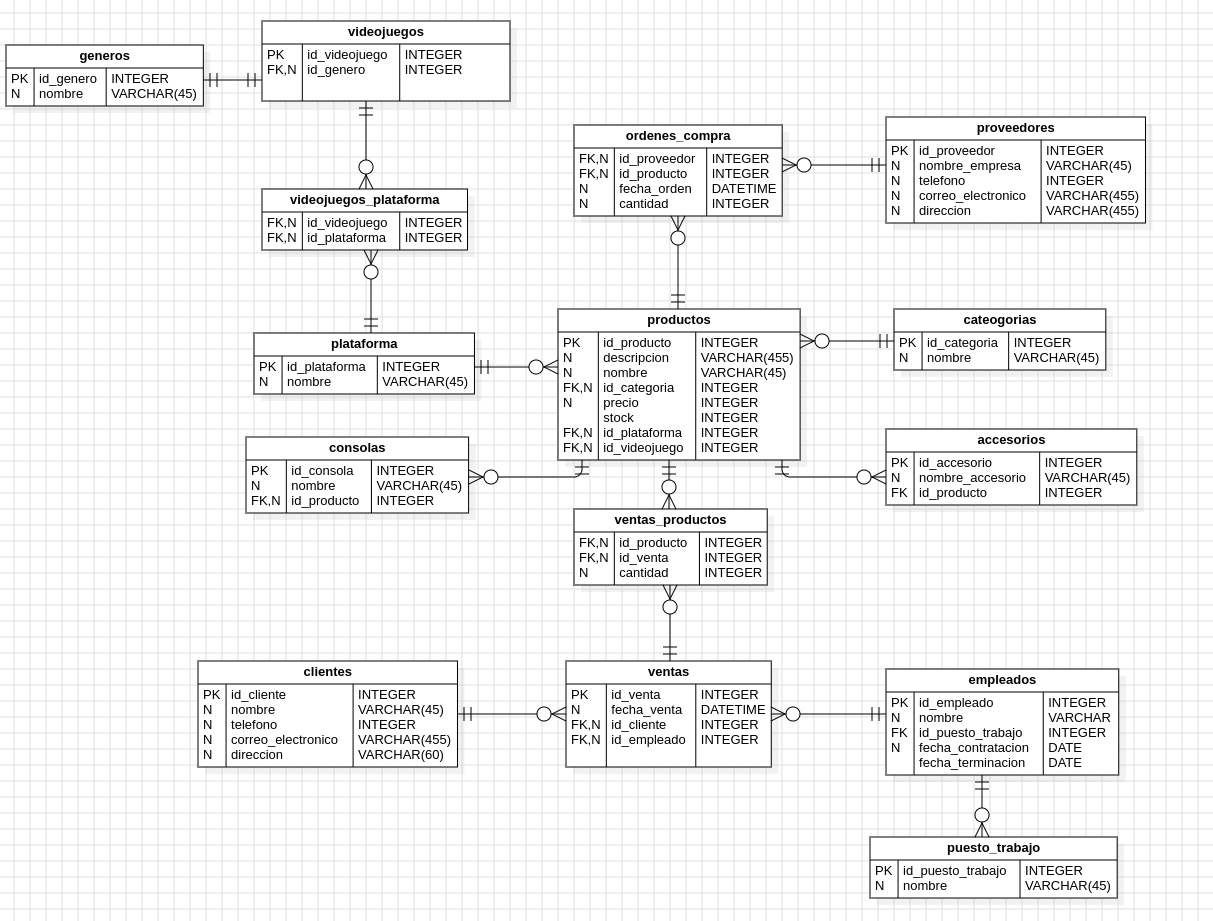 videojuegos
PK id_videojuego INTEGER
FK,N id_genero INTEGER
generos
PK id_genero INTEGER
N nombre VARCHAR(45)
ordenes_compra
FK,N id_proveedor INTEGER
FK,N id_producto INTEGER
N fecha_orden DATETIME
N cantidad INTEGER
proveedores
PK id_proveedor INTEGER
N nombre_empresa VARCHAR(45)
N telefono INTEGER
N correo_electronico VARCHAR(455)
N direccion VARCHAR(455)
videojuegos_plataforma
FK,N id_videojuego INTEGER
FK,N id_plataforma INTEGER
plataforma
PK id_plataforma INTEGER
N nombre VARCHAR(45)
productos
PK id_producto INTEGER
N descripcion VARCHAR(455)
N nombre VARCHAR(45)
FK,N id_categoria INTEGER
N precio INTEGER
stock INTEGER
FK,N id_plataforma INTEGER
FK,N id_videojuego INTEGER
cateogorias
PK id_categoria INTEGER
N nombre VARCHAR(45)
consolas
PK id_consola INTEGER
N nombre VARCHAR(45)
FK,N id_producto INTEGER
accesorios
PK id_accesorio INTEGER
N nombre_accesorio VARCHAR(45)
FK id_producto INTEGER
ventas_productos
FK,N id_producto INTEGER
FK,N id_venta INTEGER
N cantidad INTEGER
clientes
PK id_cliente INTEGER
N nombre VARCHAR(45)
N telefono INTEGER
N correo_electronico VARCHAR(455)
N direccion VARCHAR(60)
ventas
PK id_venta INTEGER
N fecha_venta DATETIME
FK,N id_cliente INTEGER
FK,N id_empleado INTEGER
empleados
PK id_empleado INTEGER
N nombre VARCHAR
FK id_puesto_trabajo INTEGER
N fecha_contratacion DATE
fecha_terminacion DATE
puesto_trabajo
PK id_puesto_trabajo INTEGER
N nombre VARCHAR(45)